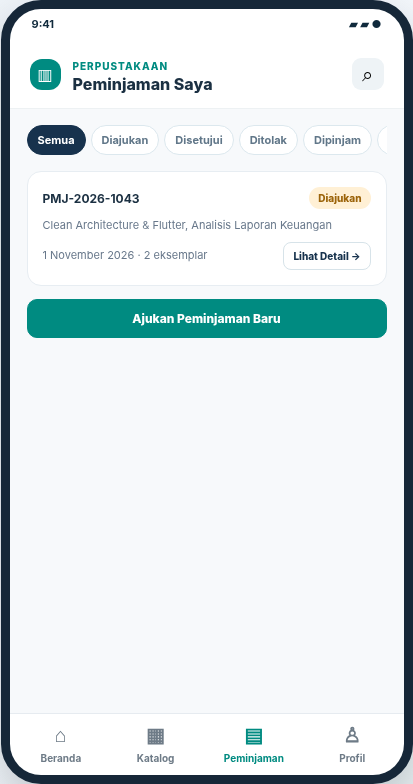 9:41
PERPUSTAKAAN
Peminjaman Saya
Semua Diajukan Disetujui Ditolak Dipinjam
PMJ-2026-1043 Diajukan
Clean Architecture & Flutter, Analisis Laporan Keuangan
1 November 2026 · 2 eksemplar Lihat Detail →
Ajukan Peminjaman Baru
Beranda Katalog Peminjaman Profil